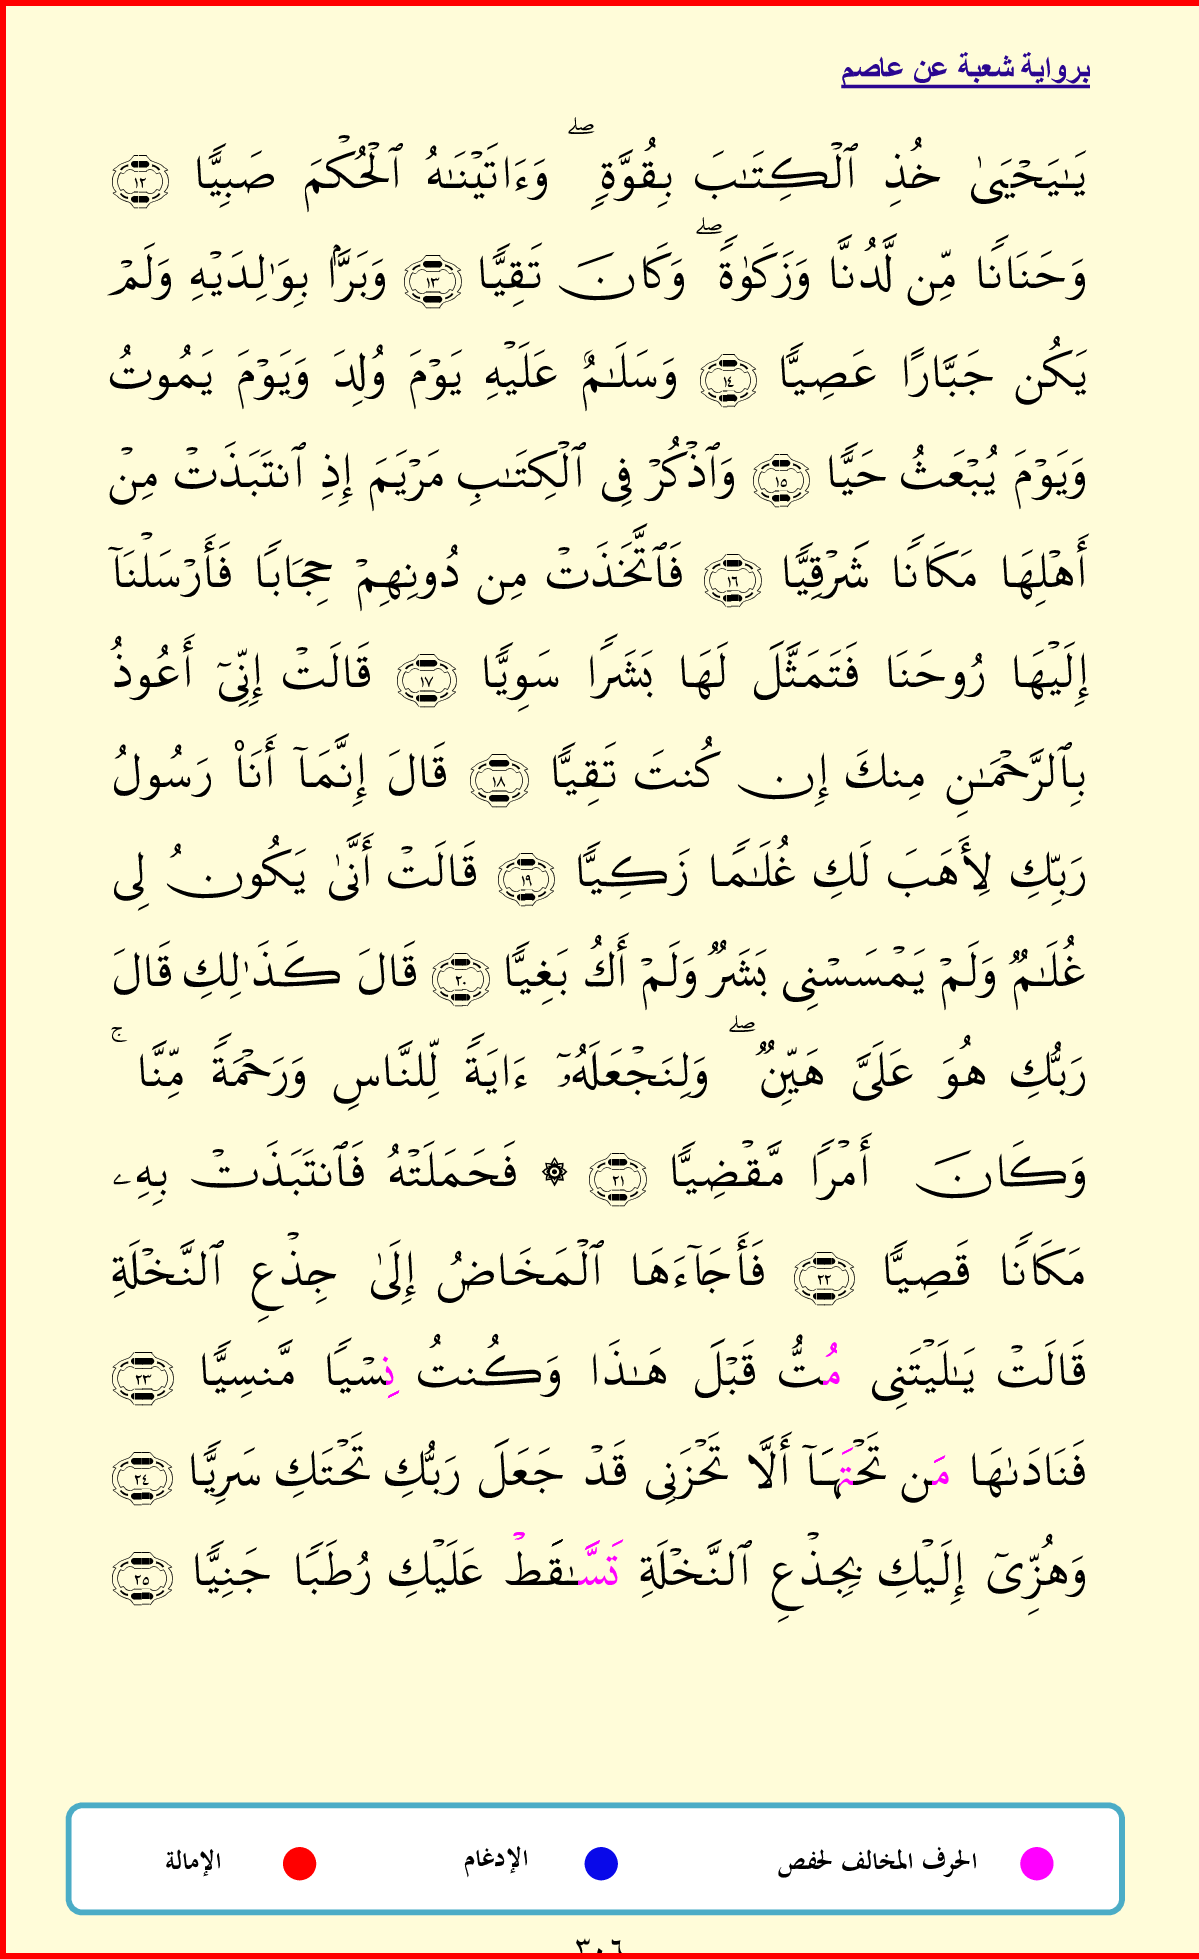 برواية شعبة عن عاصم
يَٰيَحۡيَىٰ خُذِ ٱلۡكِتَٰبَ بِقُوَّةٖۖ وَءَاتَيۡنَٰهُ ٱلۡحُكۡمَ صَبِيّٗا ١٢
وَحَنَانٗا مِّن لَّدُنَّا وَزَكَوٰةٗۖ وَكَانَ تَقِيّٗا ١٣ وَبَرَّۢا بِوَٰلِدَيۡهِ وَلَمۡ
يَكُن جَبَّارًا عَصِيّٗا ١٤ وَسَلَٰمٌ عَلَيۡهِ يَوۡمَ وُلِدَ وَيَوۡمَ يَمُوتُ
وَيَوۡمَ يُبۡعَثُ حَيّٗا ١٥ وَٱذۡكُرۡ فِي ٱلۡكِتَٰبِ مَرۡيَمَ إِذِ ٱنتَبَذَتۡ مِنۡ
أَهۡلِهَا مَكَانٗا شَرۡقِيّٗا ١٦ فَٱتَّخَذَتۡ مِن دُونِهِمۡ حِجَابٗا فَأَرۡسَلۡنَآ
إِلَيۡهَا رُوحَنَا فَتَمَثَّلَ لَهَا بَشَرٗا سَوِيّٗا ١٧ قَالَتۡ إِنِّيٓ أَعُوذُ
بِٱلرَّحۡمَٰنِ مِنكَ إِن كُنتَ تَقِيّٗا ١٨ قَالَ إِنَّمَآ أَنَا۠ رَسُولُ
رَبِّكِ لِأَهَبَ لَكِ غُلَٰمٗا زَكِيّٗا ١٩ قَالَتۡ أَنَّىٰ يَكُونُ لِي
غُلَٰمٞ وَلَمۡ يَمۡسَسۡنِي بَشَرٞ وَلَمۡ أَكُ بَغِيّٗا ٢٠ قَالَ كَذَٰلِكِ قَالَ
رَبُّكِ هُوَ عَلَيَّ هَيِّنٞۖ وَلِنَجۡعَلَهُۥٓ ءَايَةٗ لِّلنَّاسِ وَرَحۡمَةٗ مِّنَّاۚ
وَكَانَ أَمۡرٗا مَّقۡضِيّٗا ٢١ ۞ فَحَمَلَتۡهُ فَٱنتَبَذَتۡ بِهِۦ
مَكَانٗا قَصِيّٗا ٢٢ فَأَجَآءَهَا ٱلۡمَخَاضُ إِلَىٰ جِذۡعِ ٱلنَّخۡلَةِ
قَالَتۡ يَٰلَيۡتَنِي مُتُّ قَبۡلَ هَٰذَا وَكُنتُ نِسۡيٗا مَّنسِيّٗا ٢٣
فَنَادَىٰهَا مَن تَحۡتَهَآ أَلَّا تَحۡزَنِي قَدۡ جَعَلَ رَبُّكِ تَحۡتَكِ سَرِيّٗا ٢٤
وَهُزِّيٓ إِلَيۡكِ بِجِذۡعِ ٱلنَّخۡلَةِ تَسَّٰقَطۡ عَلَيۡكِ رُطَبٗا جَنِيّٗا ٢٥
الحرف المخالف لحفص الإدغام الإمالة
٣٠٦